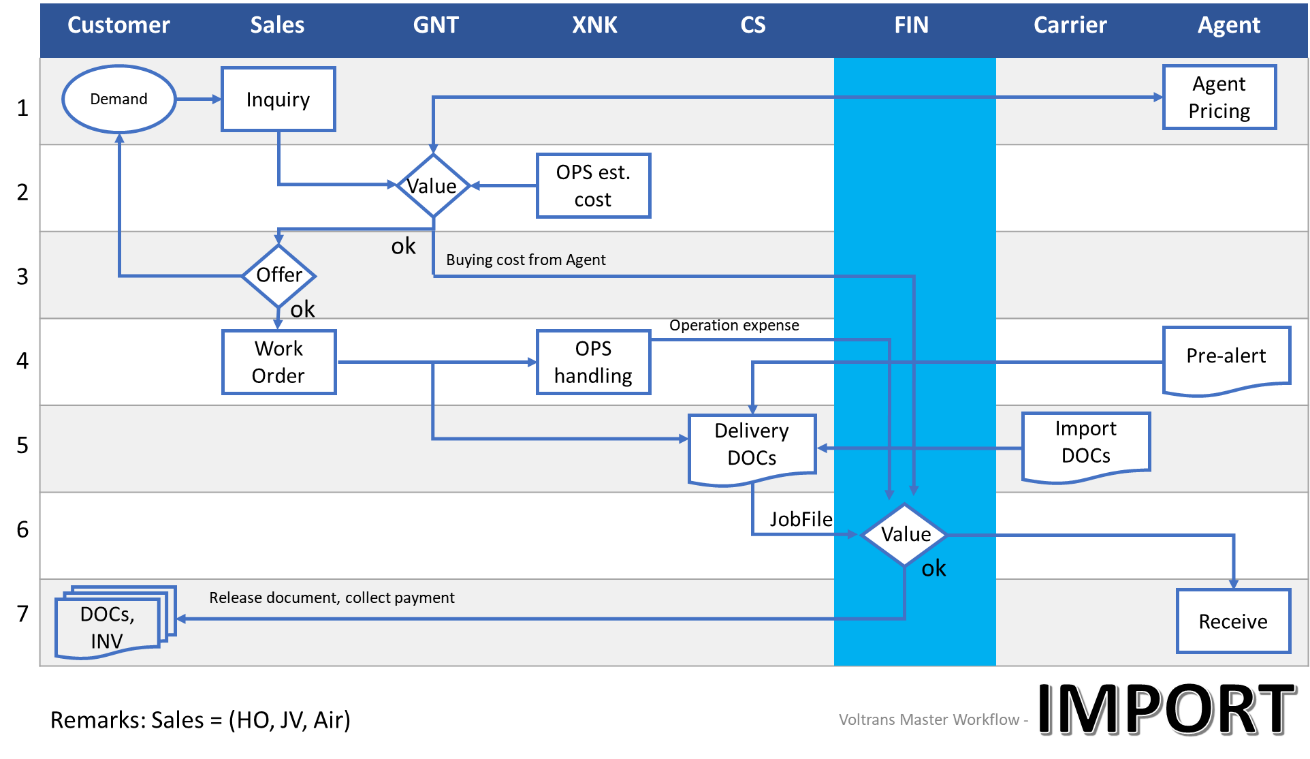 Customer Sales GNT XNK CS FIN Carrier Agent
1
Demand
Inquiry
Agent
Pricing
2
Value
OPS est.
cost
ok
3
Offer
Buying cost from Agent
ok
4
Work
Order
OPS
handling
Operation expense
Pre-alert
5
Delivery
DOCs
Import
DOCs
6
JobFile
Value
ok
7
DOCs,
INV
Release document, collect payment
Receive
Remarks: Sales = (HO, JV, Air)
Voltrans Master Workflow - IMPORT